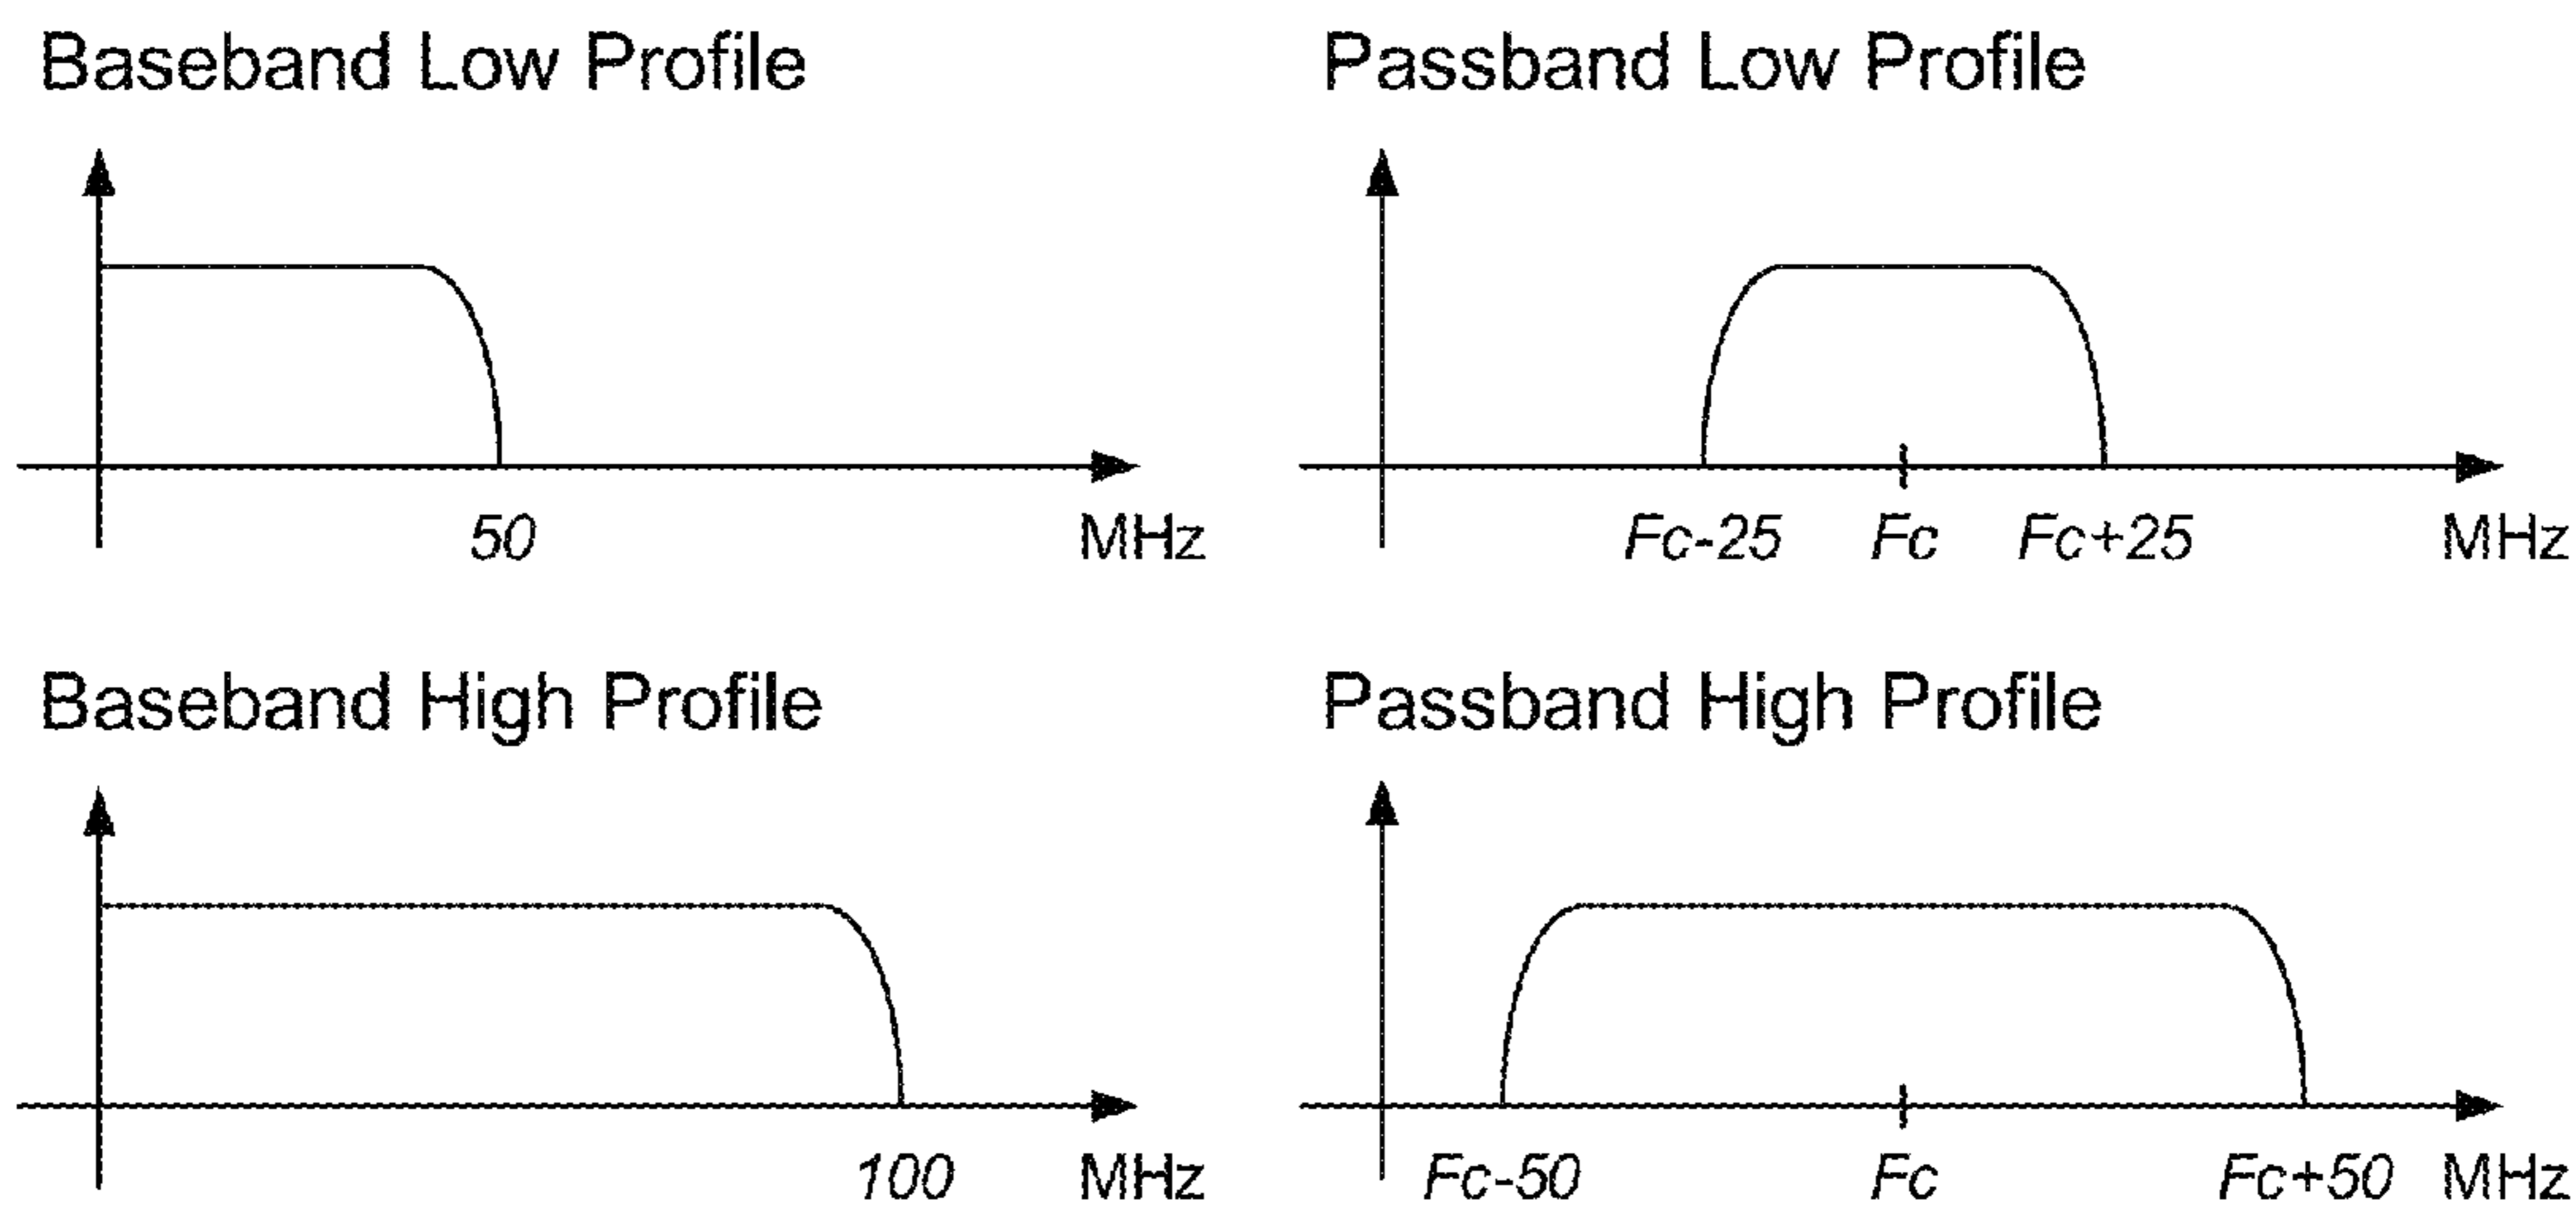 Baseband Low Profile
50
MHz
Passband Low Profile
Fc-25
Fc
Fc+25
MHz
Baseband High Profile
100
MHz
Passband High Profile
Fc-50
Fc
Fc+50
MHz